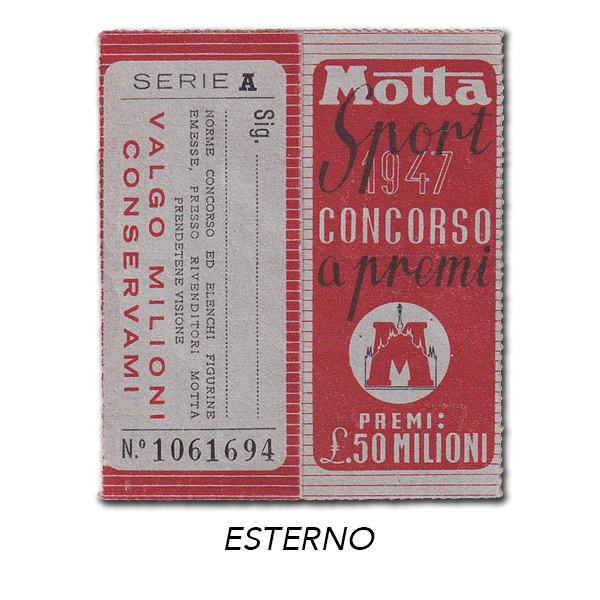 SERIE A
Sig.
NORME CONCORSO ED ELENCHI FIGURINE
EMESSE, PRESSO RIVENDITORI MOTTA
PRENDETENE VISIONE
VALGO MILIONI
CONSERVAMI
N.º 1061694
Motta
Sport
1947
CONCORSO
a premi
M
PREMI:
£.50 MILIONI
ESTERNO